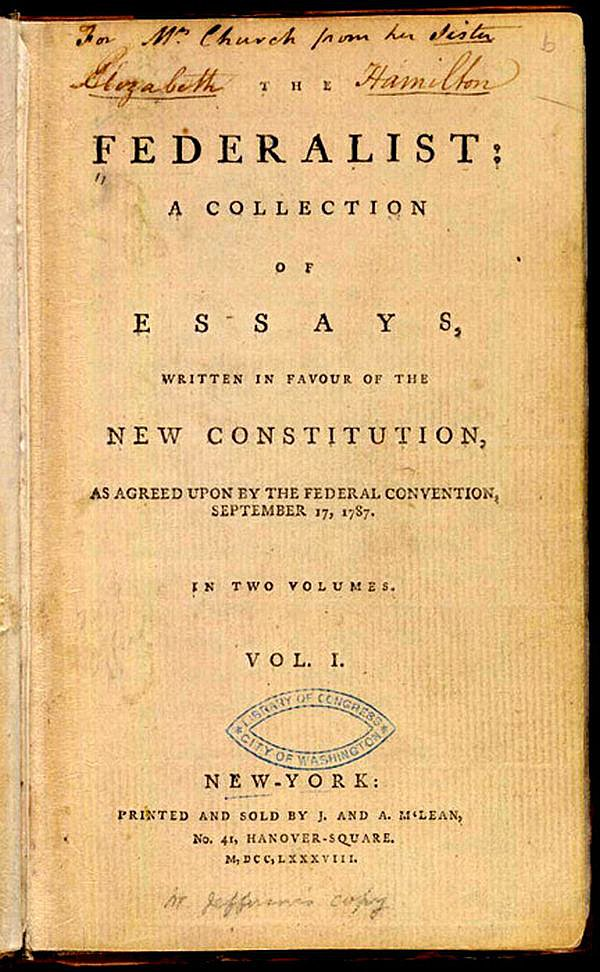 For Mrs Church from her Sister
Elizabeth Hamilton
THE
FEDERALIST:
A COLLECTION
OF
ESSAYS,
WRITTEN IN FAVOUR OF THE
NEW CONSTITUTION,
AS AGREED UPON BY THE FEDERAL CONVENTION,
SEPTEMBER 17, 1787.
IN TWO VOLUMES.
VOL. I.
LIBRARY OF CONGRESS
CITY OF WASHINGTON
NEW-YORK:
PRINTED AND SOLD BY J. AND A. M‘LEAN,
No. 41, HANOVER-SQUARE.
M,DCC,LXXXVIII.
Mr. Jefferson's copy